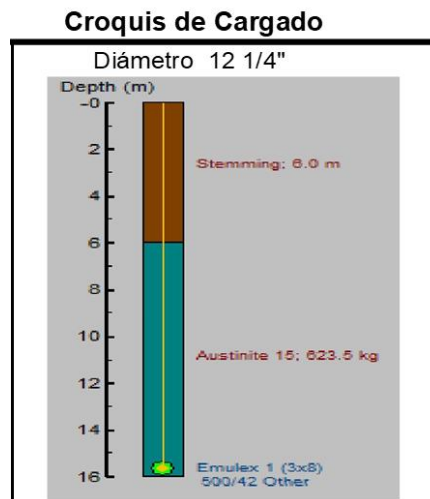 Croquis de Cargado
Diámetro 12 1/4"
Depth (m)
-0
2
Stemming; 6.0 m
4
6
8
10
Austinite 15; 623.5 kg
12
14
Emulex 1 (3x8)
16
500/42 Other